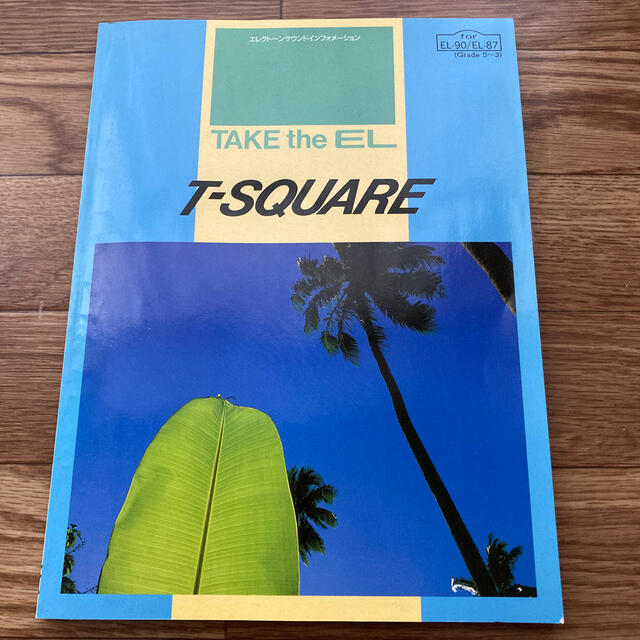 エレクトーンサウンドインフォメーション
for
EL-90/EL-87
(Grade 5〜3)
TAKE the EL
T-SQUARE